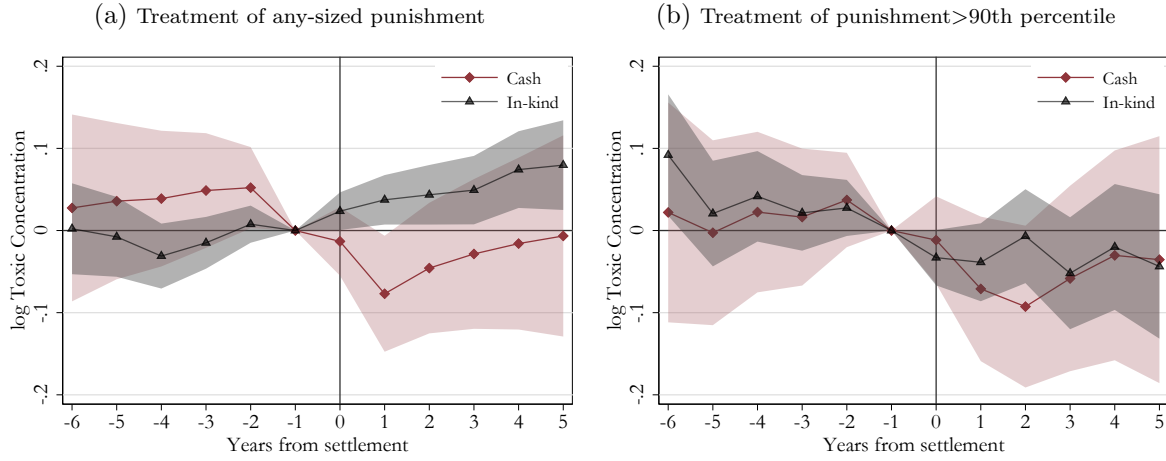 (a) Treatment of any-sized punishment
.2
.1
0
-.1
-.2
log Toxic Concentration
Cash
In-kind
-6 -5 -4 -3 -2 -1 0 1 2 3 4 5
Years from settlement
(b) Treatment of punishment>90th percentile
.2
.1
0
-.1
-.2
log Toxic Concentration
Cash
In-kind
-6 -5 -4 -3 -2 -1 0 1 2 3 4 5
Years from settlement